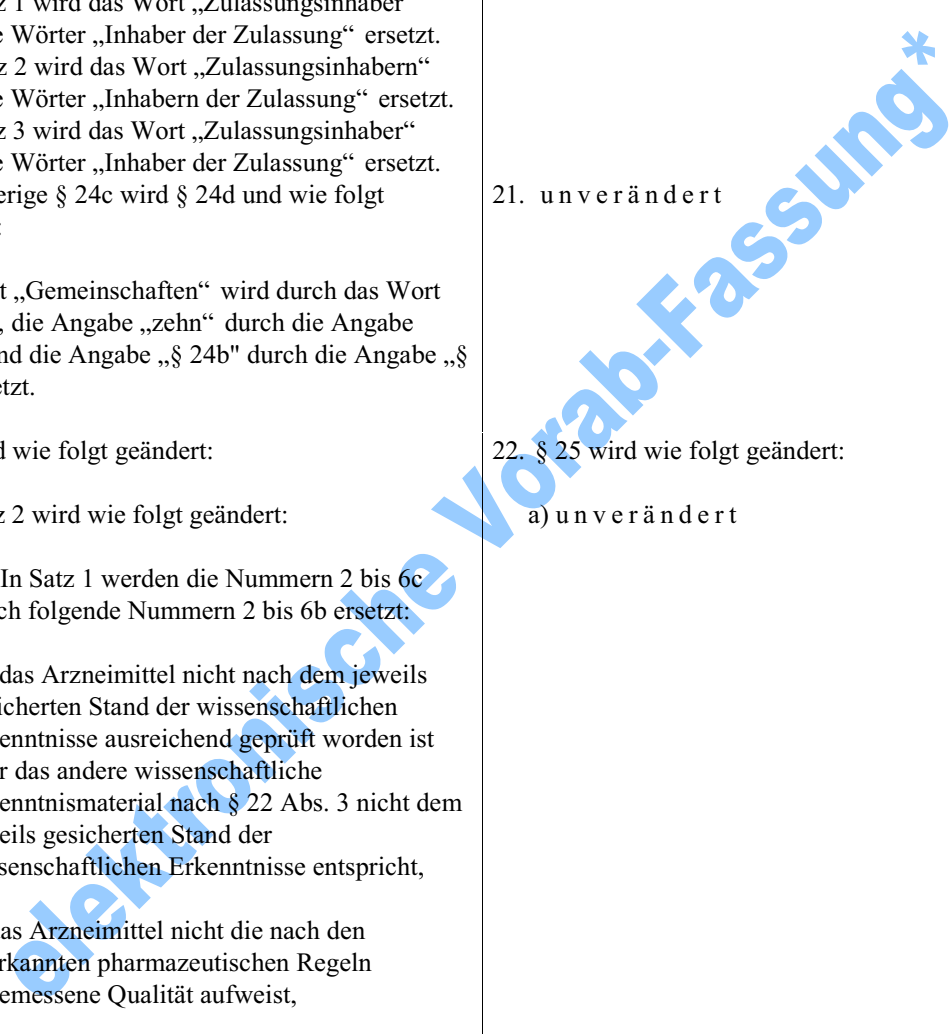 z 1 wird das Wort „Zulassungsinhaber
e Wörter „Inhaber der Zulassung“ ersetzt.
z 2 wird das Wort „Zulassungsinhabern“
e Wörter „Inhabern der Zulassung“ ersetzt.
z 3 wird das Wort „Zulassungsinhaber“
e Wörter „Inhaber der Zulassung“ ersetzt.
erige § 24c wird § 24d und wie folgt
:
t „Gemeinschaften“ wird durch das Wort
, die Angabe „zehn“ durch die Angabe
nd die Angabe „§ 24b" durch die Angabe „§
etzt.
d wie folgt geändert:
z 2 wird wie folgt geändert:
In Satz 1 werden die Nummern 2 bis 6c
ch folgende Nummern 2 bis 6b ersetzt:
das Arzneimittel nicht nach dem jeweils
icherten Stand der wissenschaftlichen
enntnisse ausreichend geprüft worden ist
r das andere wissenschaftliche
enntnismaterial nach § 22 Abs. 3 nicht dem
eils gesicherten Stand der
senschaftlichen Erkenntnisse entspricht,
as Arzneimittel nicht die nach den
rkannten pharmazeutischen Regeln
emessene Qualität aufweist,
21. u n v e r ä n d e r t
22. § 25 wird wie folgt geändert:
a) u n v e r ä n d e r t
elektronische Vorab-Fassung*